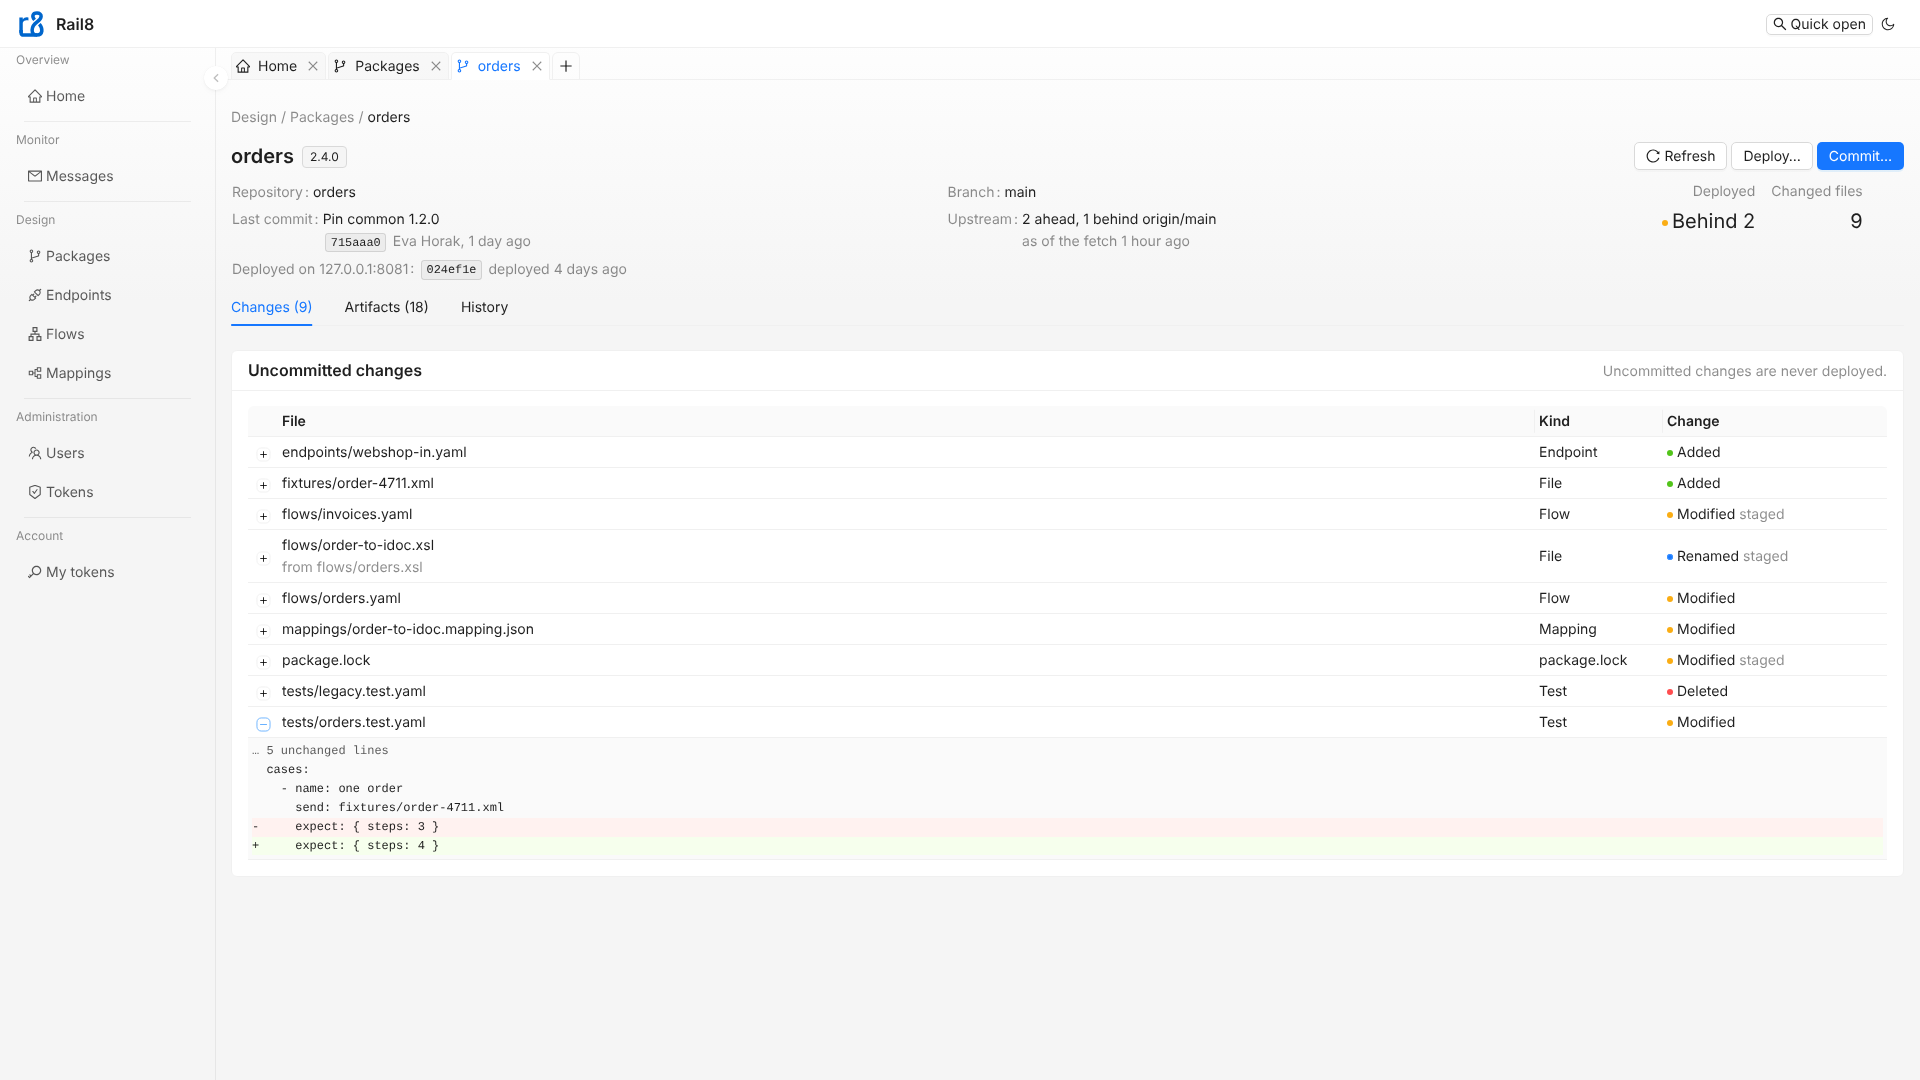 r8 Rail8
Quick open
Overview
Home
Monitor
Messages
Design
Packages
Endpoints
Flows
Mappings
Administration
Users
Tokens
Account
My tokens
Home Packages orders
Design / Packages / orders
orders 2.4.0
Refresh Deploy... Commit...
Repository: orders
Branch: main
Deployed Changed files
Last commit: Pin common 1.2.0
715aaa0 Eva Horak, 1 day ago
Upstream: 2 ahead, 1 behind origin/main
as of the fetch 1 hour ago
Behind 2 9
Deployed on 127.0.0.1:8081: 024ef1e deployed 4 days ago
Changes (9) Artifacts (18) History
Uncommitted changes Uncommitted changes are never deployed.
File Kind Change
+ endpoints/webshop-in.yaml Endpoint Added
+ fixtures/order-4711.xml File Added
+ flows/invoices.yaml Flow Modified staged
+ flows/order-to-idoc.xsl File Renamed staged
from flows/orders.xsl
+ flows/orders.yaml Flow Modified
+ mappings/order-to-idoc.mapping.json Mapping Modified
+ package.lock package.lock Modified staged
+ tests/legacy.test.yaml Test Deleted
tests/orders.test.yaml Test Modified
… 5 unchanged lines
cases:
- name: one order
send: fixtures/order-4711.xml
- expect: { steps: 3 }
+ expect: { steps: 4 }